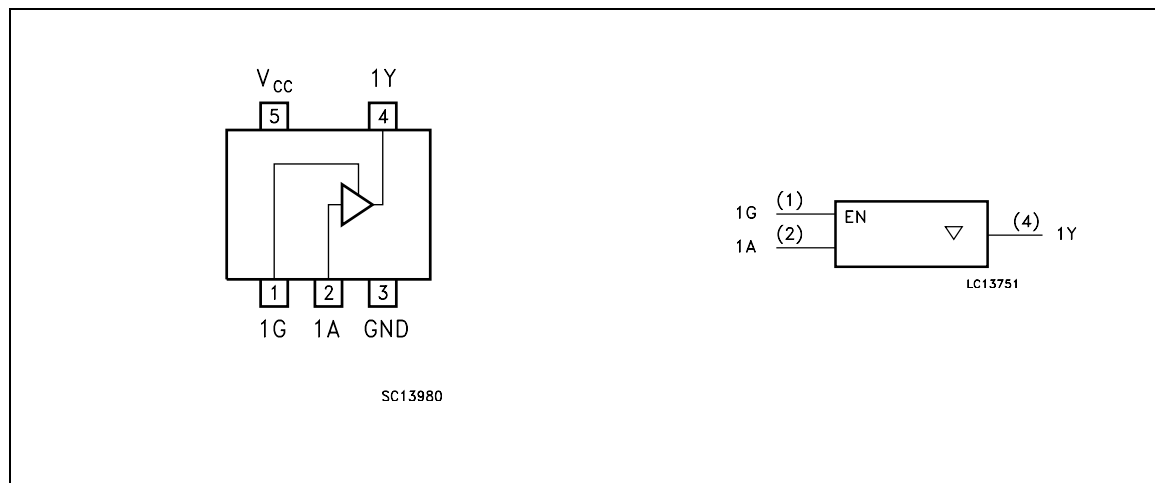 VCC 1Y
5 4
1 2 3
1G 1A GND
SC13980
1G (1) EN (4) 1Y
1A (2)
LC13751